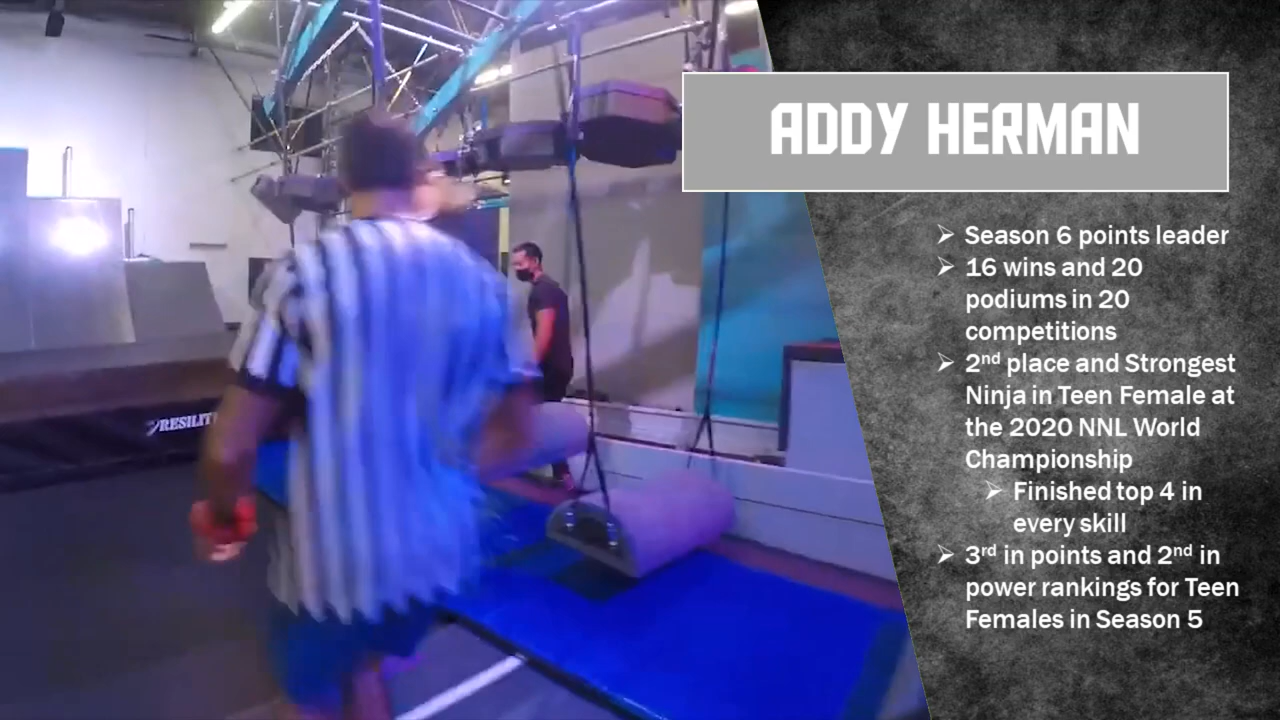 ADDY HERMAN
➢ Season 6 points leader
➢ 16 wins and 20
podiums in 20
competitions
➢ 2nd place and Strongest
Ninja in Teen Female at
the 2020 NNL World
Championship
➢ Finished top 4 in
every skill
➢ 3rd in points and 2nd in
power rankings for Teen
Females in Season 5